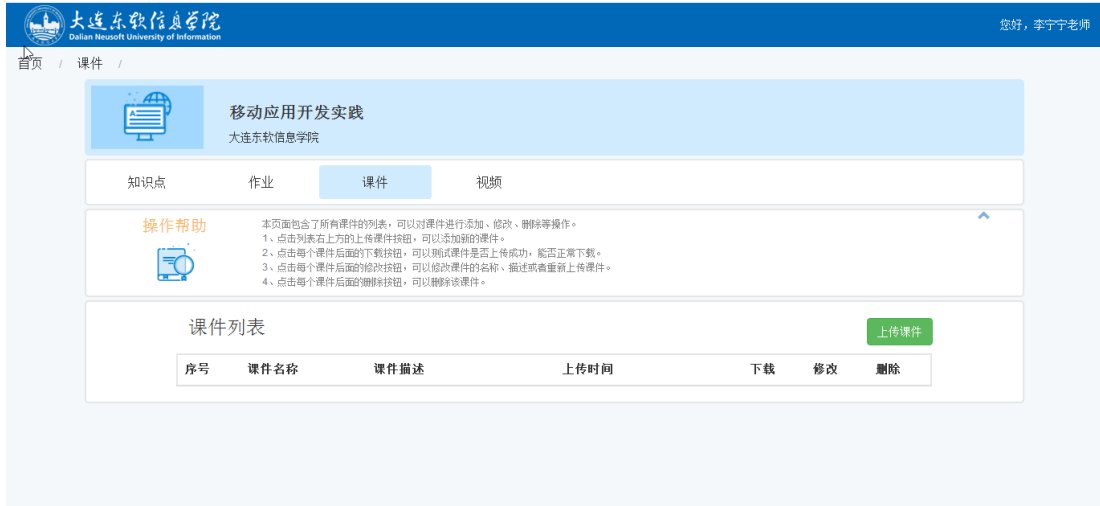 大连东软信息学院
Dalian Neusoft University of Information
您好，李宁宁老师
首页 / 课件 /
移动应用开发实践
大连东软信息学院
知识点 作业 课件 视频
操作帮助
本页面包含了所有课件的列表，可以对课件进行添加、修改、删除等操作。
1、点击列表右上方的上传课件按钮，可以添加新的课件。
2、点击每个课件后面的下载按钮，可以测试课件是否上传成功，能否正常下载。
3、点击每个课件后面的修改按钮，可以修改课件的名称、描述或者重新上传课件。
4、点击每个课件后面的删除按钮，可以删除该课件。
课件列表
上传课件
序号 课件名称 课件描述 上传时间 下载 修改 删除